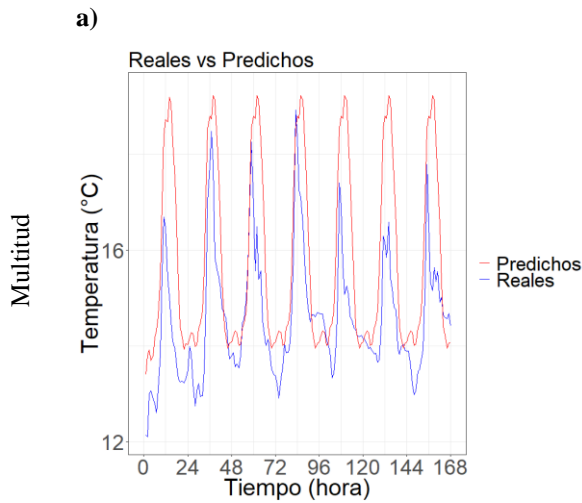 a)
Reales vs Predichos
Multitud
Temperatura (°C)
16
12
Predichos
Reales
0 24 48 72 96 120 144 168
Tiempo (hora)